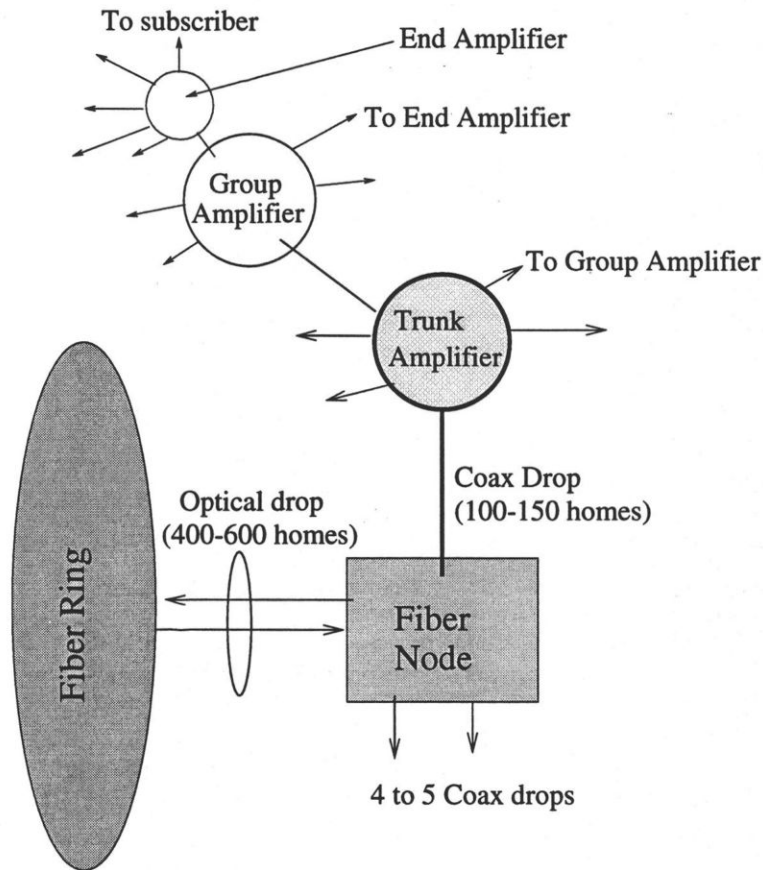 To subscriber
End Amplifier
To End Amplifier
Group
Amplifier
To Group Amplifier
Trunk
Amplifier
Coax Drop
(100-150 homes)
Optical drop
(400-600 homes)
Fiber Ring
Fiber
Node
4 to 5 Coax drops